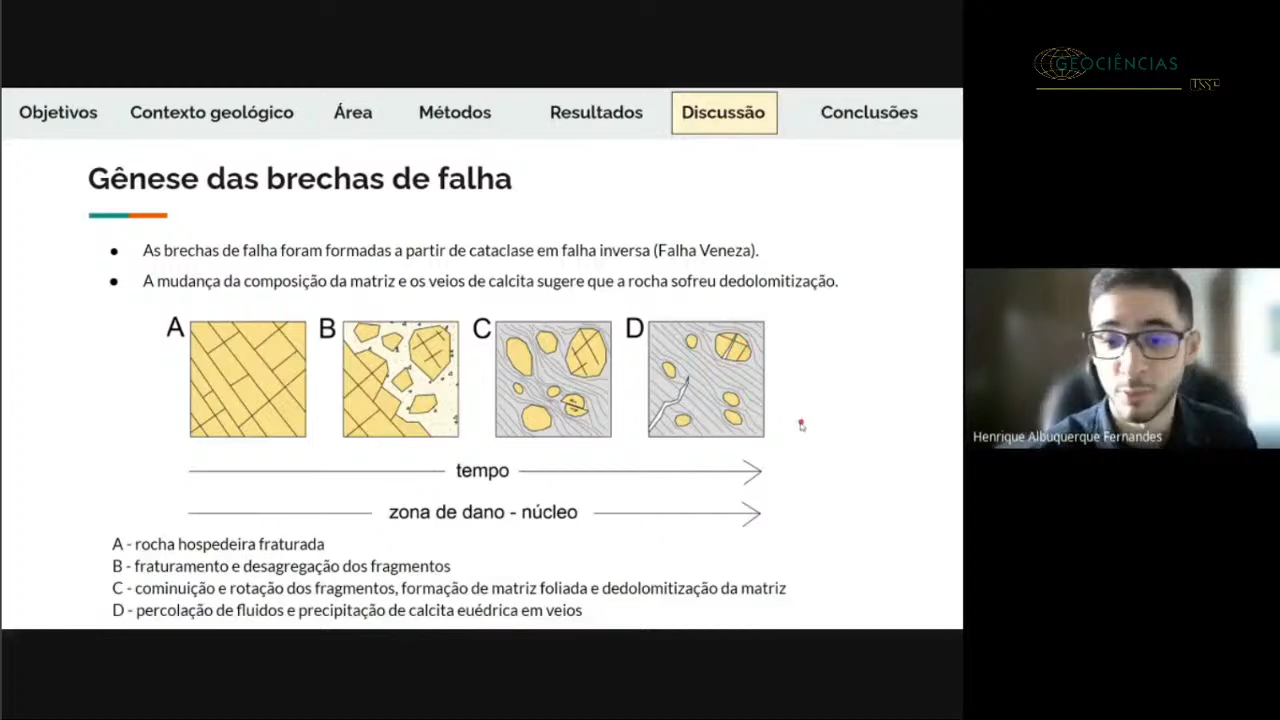 GEOCIÊNCIAS
USP
Objetivos Contexto geológico Área Métodos Resultados Discussão Conclusões
Gênese das brechas de falha
● As brechas de falha foram formadas a partir de cataclase em falha inversa (Falha Veneza).
● A mudança da composição da matriz e os veios de calcita sugere que a rocha sofreu dedolomitização.
A B C D
tempo
zona de dano - núcleo
A - rocha hospedeira fraturada
B - fraturamento e desagregação dos fragmentos
C - cominuição e rotação dos fragmentos, formação de matriz foliada e dedolomitização da matriz
D - percolação de fluidos e precipitação de calcita euédrica em veios
Henrique Albuquerque Fernandes